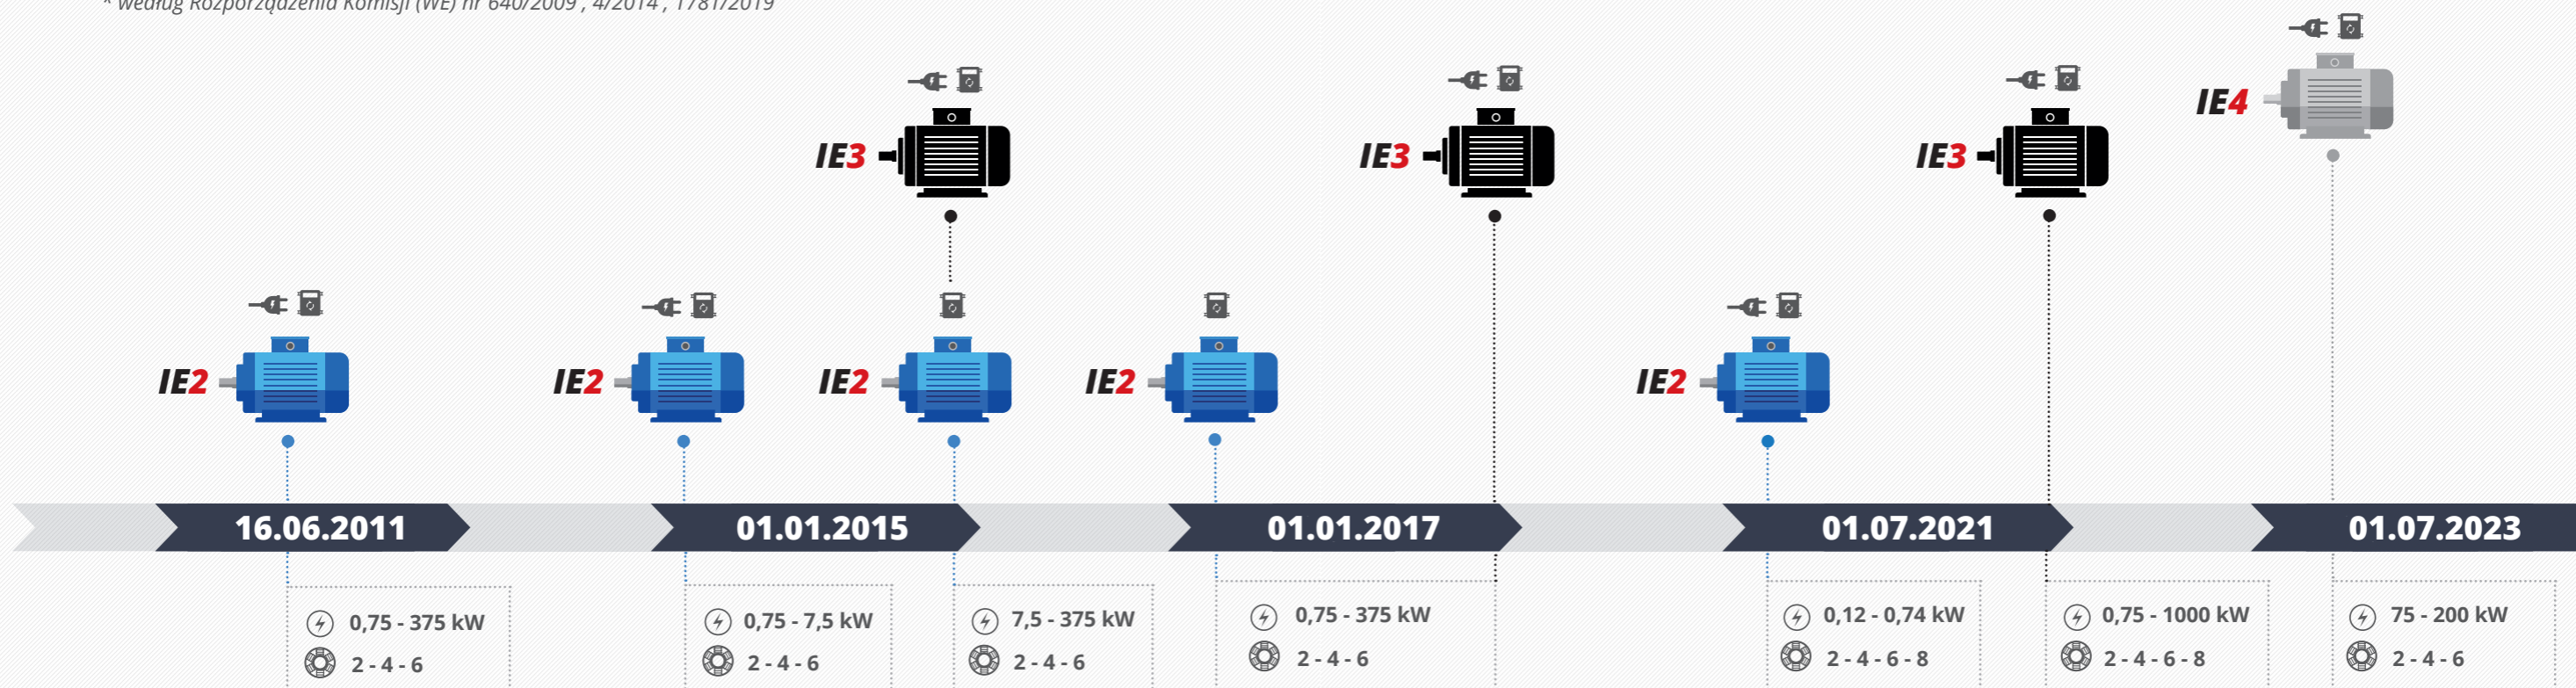 * według Rozporządzenia Komisji (WE) nr 640/2009 , 4/2014 , 1781/2019
IE4
IE3
IE3
IE3
IE2
IE2
IE2
IE2
IE2
16.06.2011
01.01.2015
01.01.2017
01.07.2021
01.07.2023
0,75 - 375 kW
2 - 4 - 6
0,75 - 7,5 kW
2 - 4 - 6
7,5 - 375 kW
2 - 4 - 6
0,75 - 375 kW
2 - 4 - 6
0,12 - 0,74 kW
2 - 4 - 6 - 8
0,75 - 1000 kW
2 - 4 - 6 - 8
75 - 200 kW
2 - 4 - 6